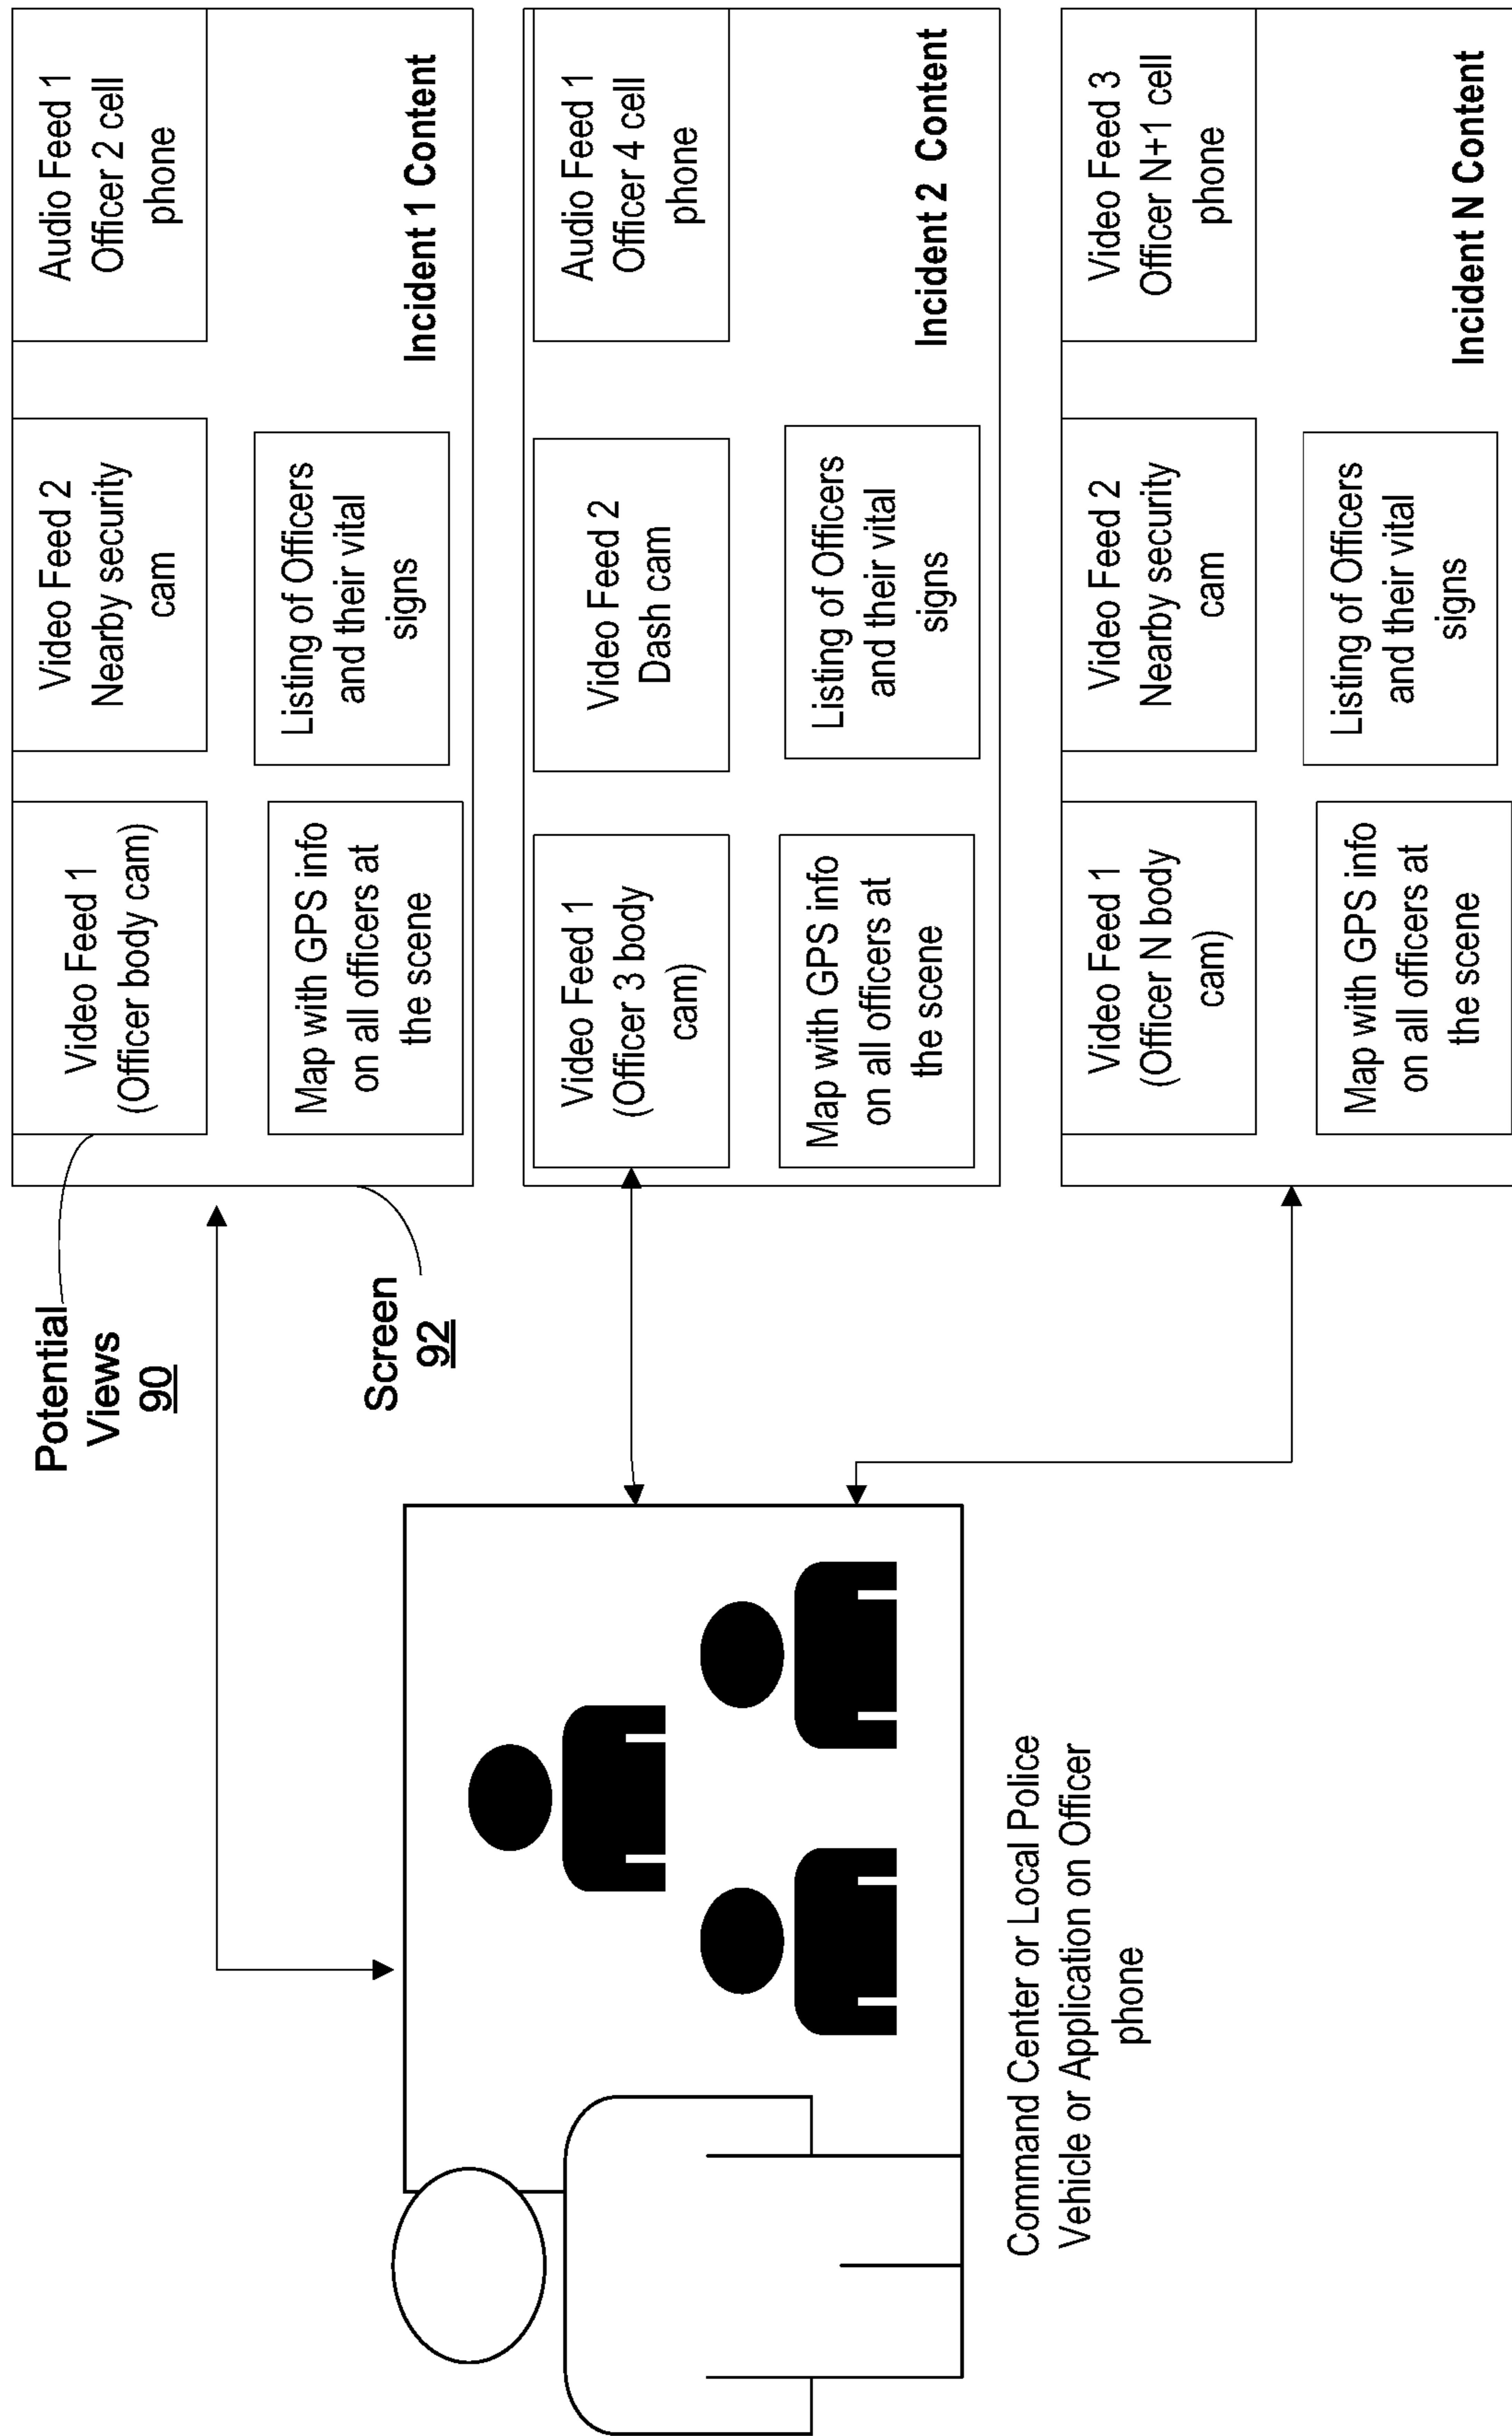 Potential
Views
90
Screen
92
Video Feed 1
(Officer body cam)
Video Feed 2
Nearby security
cam
Audio Feed 1
Officer 2 cell
phone
Map with GPS info
on all officers at
the scene
Listing of Officers
and their vital
signs
Incident 1 Content
Video Feed 1
(Officer 3 body
cam)
Video Feed 2
Dash cam
Audio Feed 1
Officer 4 cell
phone
Map with GPS info
on all officers at
the scene
Listing of Officers
and their vital
signs
Incident 2 Content
Video Feed 1
(Officer N body
cam)
Video Feed 2
Nearby security
cam
Video Feed 3
Officer N+1 cell
phone
Map with GPS info
on all officers at
the scene
Listing of Officers
and their vital
signs
Incident N Content
Command Center or Local Police
Vehicle or Application on Officer
phone